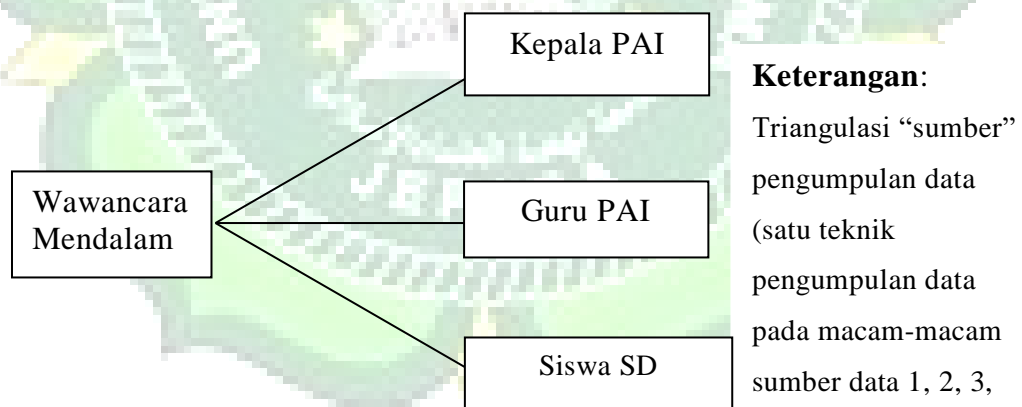 Kepala PAI
Wawancara
Mendalam
Guru PAI
Siswa SD
Keterangan:
Triangulasi “sumber”
pengumpulan data
(satu teknik
pengumpulan data
pada macam-macam
sumber data 1, 2, 3,